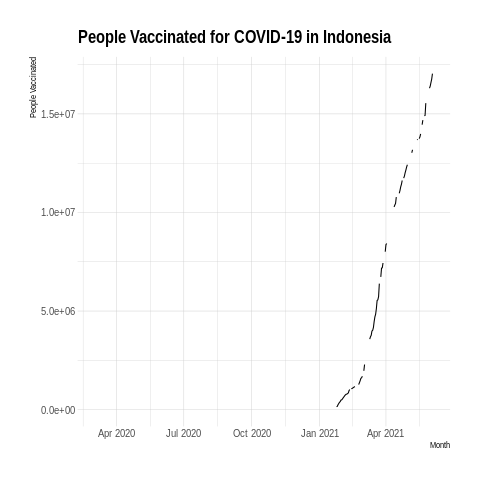 People Vaccinated for COVID-19 in Indonesia
People Vaccinated
1.5e+07
1.0e+07
5.0e+06
0.0e+00
Apr 2020 Jul 2020 Oct 2020 Jan 2021 Apr 2021
Month